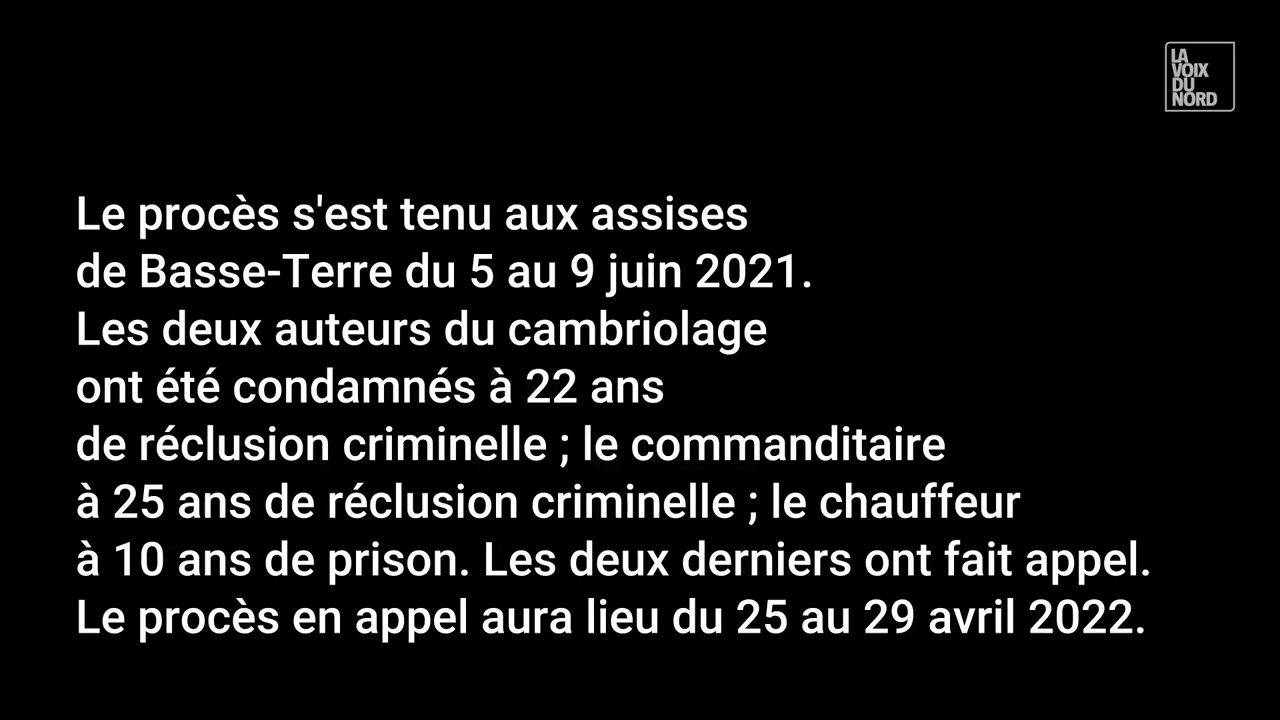 LA
VOIX
DU
NORD
Le procès s'est tenu aux assises
de Basse-Terre du 5 au 9 juin 2021.
Les deux auteurs du cambriolage
ont été condamnés à 22 ans
de réclusion criminelle ; le commanditaire
à 25 ans de réclusion criminelle ; le chauffeur
à 10 ans de prison. Les deux derniers ont fait appel.
Le procès en appel aura lieu du 25 au 29 avril 2022.